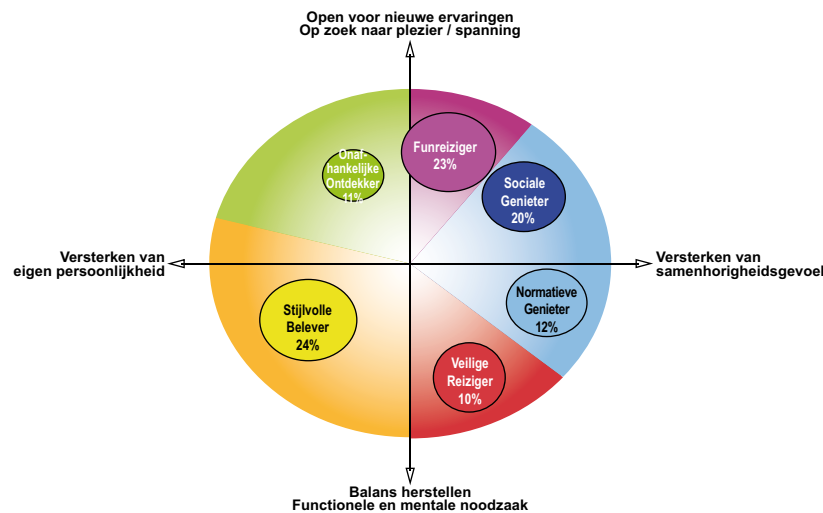 Open voor nieuwe ervaringen
Op zoek naar plezier / spanning
Funreiziger
23%
Onaf-
hankelijke
Ontdekker
11%
Sociale
Genieter
20%
Versterken van
eigen persoonlijkheid
Versterken van
samenhorigheidsgevoel
Stijlvolle
Belever
24%
Normatieve
Genieter
12%
Veilige
Reiziger
10%
Balans herstellen
Functionele en mentale noodzaak